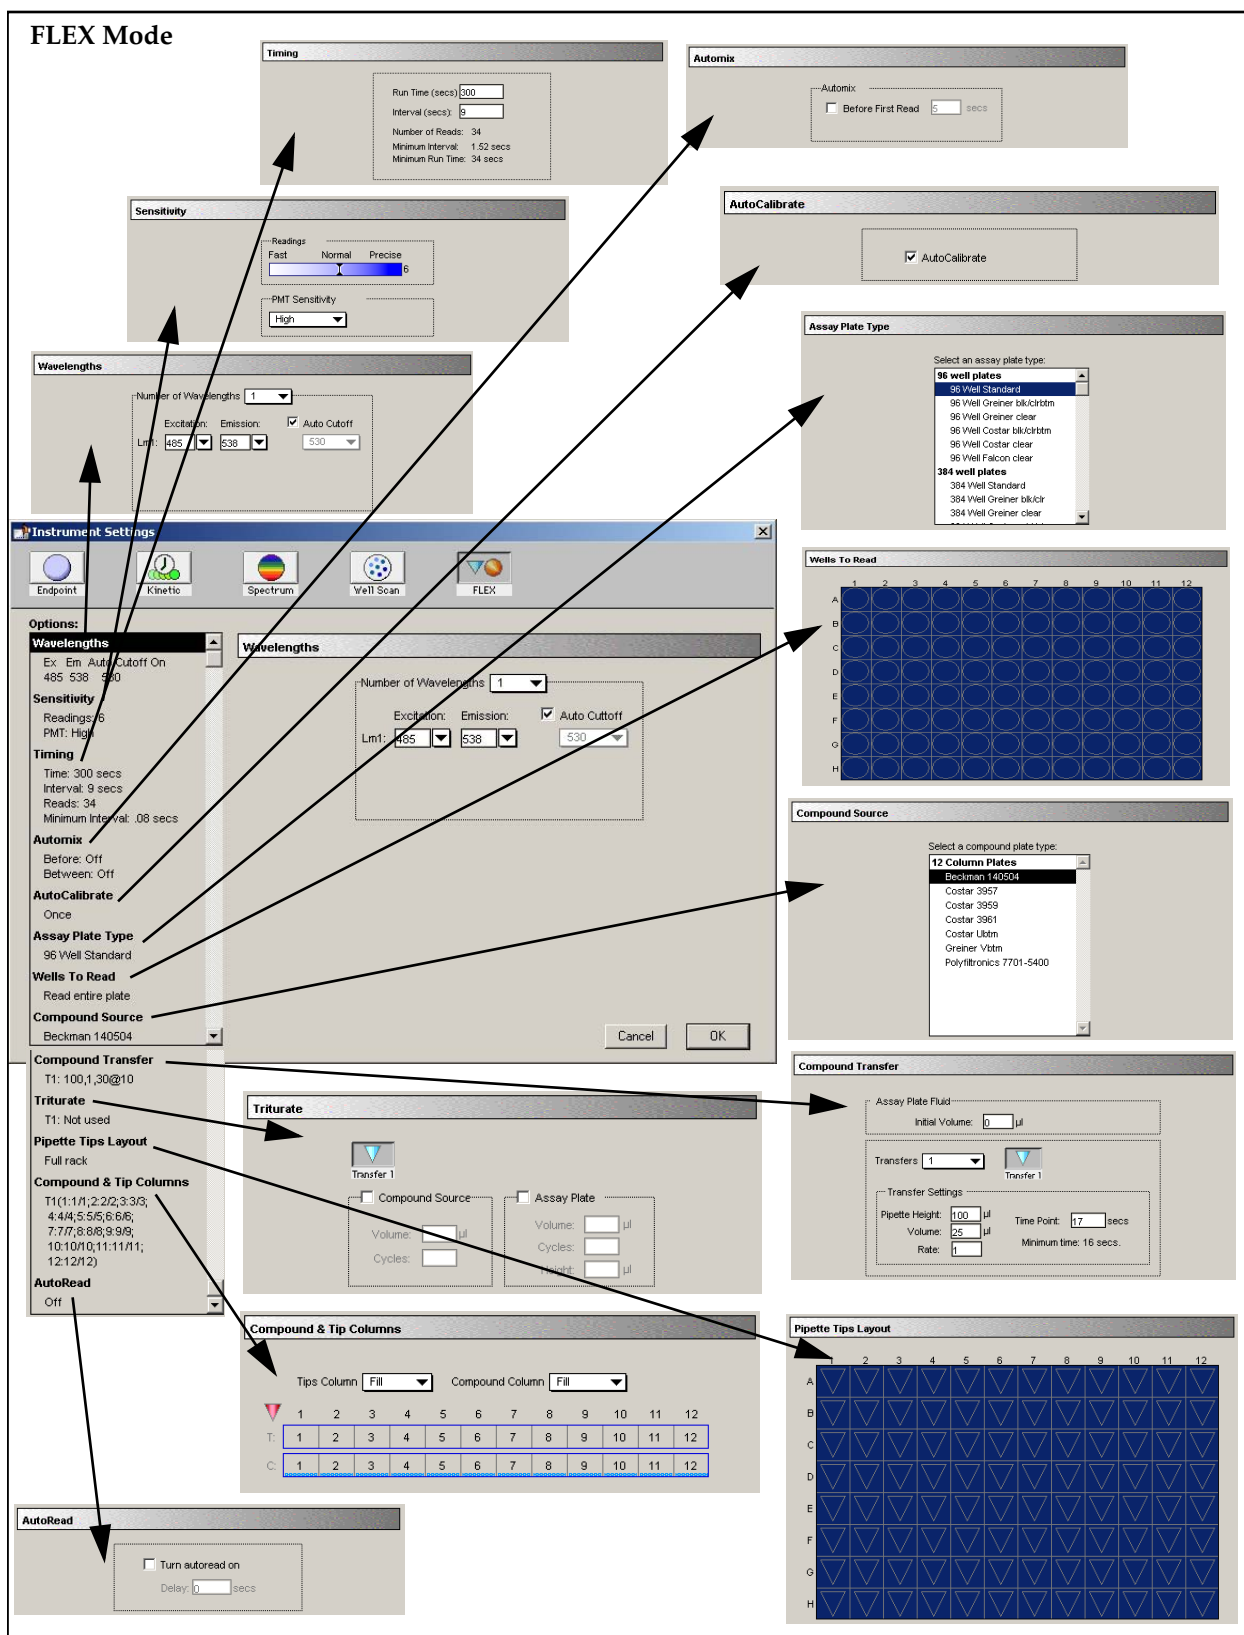 FLEX Mode
Timing
Run Time (secs) 300
Interval (secs): 9
Number of Reads: 34
Minimum Interval: 1.52 secs
Minimum Run Time: 34 secs
Automix
Automix
Before First Read 5 secs
Sensitivity
Readings
Fast Normal Precise
6
PMT Sensitivity
High
AutoCalibrate
AutoCalibrate
Wavelengths
Number of Wavelengths 1
Excitation: Emission: Auto Cutoff
Lm1: 485 538 530
Assay Plate Type
Select an assay plate type:
96 well plates
96 Well Standard
96 Well Greiner blk/clrbtm
96 Well Greiner clear
96 Well Costar blk/clrbtm
96 Well Costar clear
96 Well Falcon clear
384 well plates
384 Well Standard
384 Well Greiner blk/clr
384 Well Greiner clear
Instrument Settings
Endpoint Kinetic Spectrum Well Scan FLEX
Options:
Wavelengths
Ex Em Auto Cutoff On
485 538 530
Sensitivity
Readings: 6
PMT: High
Timing
Time: 300 secs
Interval: 9 secs
Reads: 34
Minimum Interval: .08 secs
Automix
Before: Off
Between: Off
AutoCalibrate
Once
Assay Plate Type
96 Well Standard
Wells To Read
Read entire plate
Compound Source
Beckman 140504
Wavelengths
Number of Wavelengths 1
Excitation: Emission: Auto Cuttoff
Lm1: 485 538 530
Cancel OK
Wells To Read
1 2 3 4 5 6 7 8 9 10 11 12
A
B
C
D
E
F
G
H
Compound Source
Select a compound plate type:
12 Column Plates
Beckman 140504
Costar 3957
Costar 3959
Costar 3961
Costar Ubtm
Greiner Vbtm
Polyfiltronics 7701-5400
Compound Transfer
T1: 100,1,30@10
Triturate
T1: Not used
Pipette Tips Layout
Full rack
Compound & Tip Columns
T1(1:1/1;2:2/2;3:3/3;
4:4/4;5:5/5;6:6/6;
7:7/7;8:8/8;9:9/9;
10:10/10;11:11/11;
12:12/12)
AutoRead
Off
Triturate
Transfer 1
Compound Source
Volume: µl
Cycles:
Assay Plate
Volume: µl
Cycles:
Height: µl
Compound Transfer
Assay Plate Fluid
Initial Volume: 0 µl
Transfers 1
Transfer 1
Transfer Settings
Pipette Height: 100 µl
Volume: 25 µl
Rate: 1
Time Point: 17 secs
Minimum time: 16 secs.
Compound & Tip Columns
Tips Column Fill Compound Column Fill
1 2 3 4 5 6 7 8 9 10 11 12
T: 1 2 3 4 5 6 7 8 9 10 11 12
C: 1 2 3 4 5 6 7 8 9 10 11 12
Pipette Tips Layout
1 2 3 4 5 6 7 8 9 10 11 12
A
B
C
D
E
F
G
H
AutoRead
Turn autoread on
Delay: 0 secs